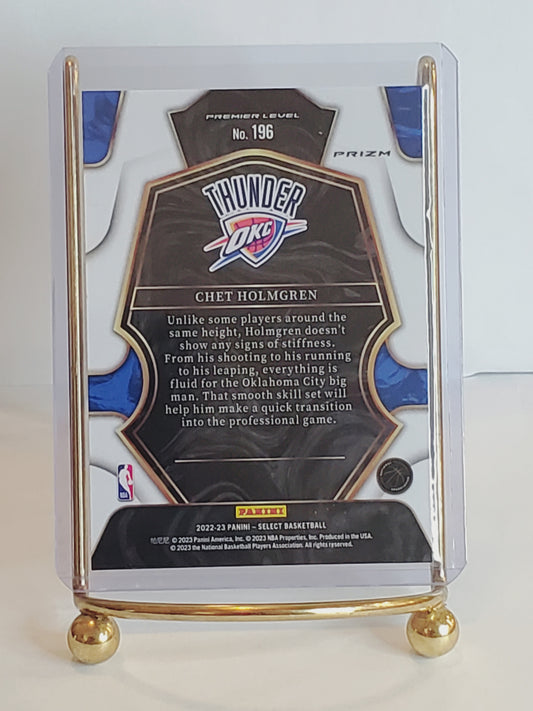 PREMIER LEVEL
No. 196
PRIZM
THUNDER
OKC
CHET HOLMGREN
Unlike some players around the
same height, Holmgren doesn't
show any signs of stiffness.
From his shooting to his running
to his leaping, everything is
fluid for the Oklahoma City big
man. That smooth skill set will
help him make a quick transition
into the professional game.
NBA
PANINI
2022-23 PANINI – SELECT BASKETBALL
帕尼尼 © 2023 Panini America, Inc. © 2023 NBA Properties, Inc. Produced in the USA.
© 2023 the National Basketball Players Association. All rights reserved.